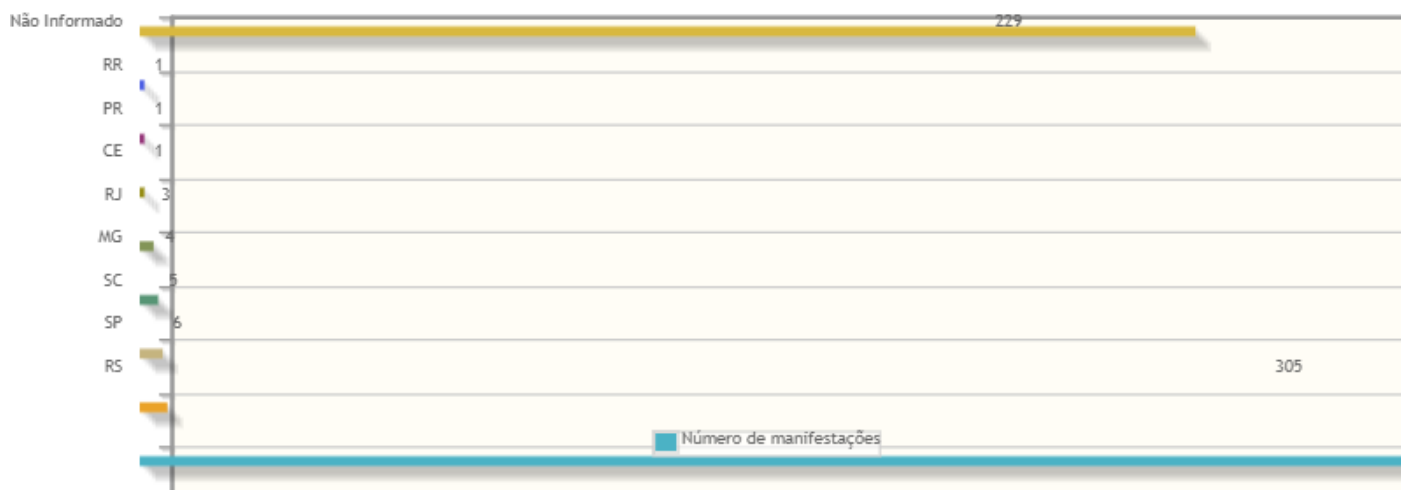 Não Informado 229
RR 1
PR 1
CE 1
RJ 3
MG 4
SC 5
SP 6
RS 305
Número de manifestações